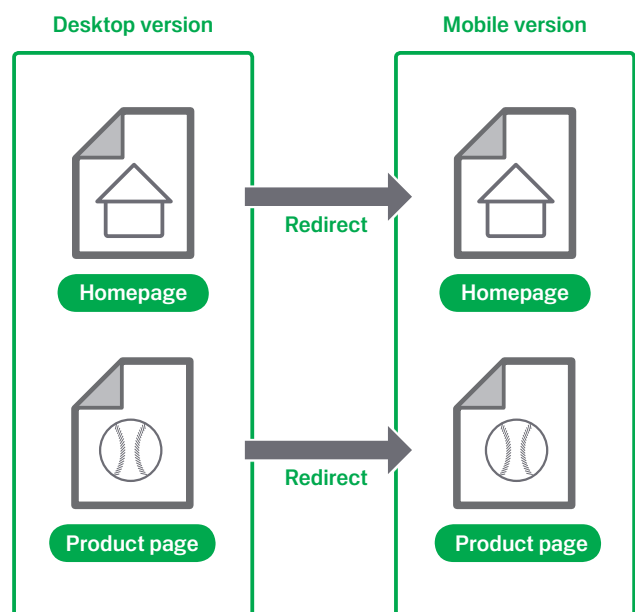 Desktop version
Mobile version
Redirect
Homepage
Homepage
Redirect
Product page
Product page